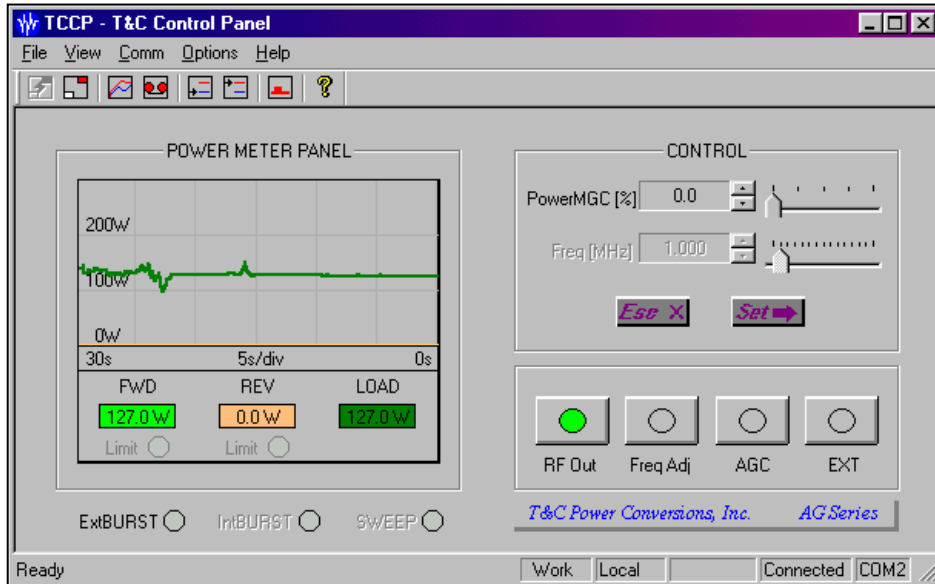 TCCP - T&C Control Panel
File View Comm Options Help
POWER METER PANEL
200W
100W
0W
30s 5s/div 0s
FWD REV LOAD
127.0 W 0.0 W 127.0 W
Limit Limit
ExtBURST IntBURST SWEEP
CONTROL
PowerMGC [%] 0.0
Freq [MHz] 1.000
Esc X Set
RF Out Freq Adj AGC EXT
T&C Power Conversions, Inc. AG Series
Ready Work Local Connected COM2